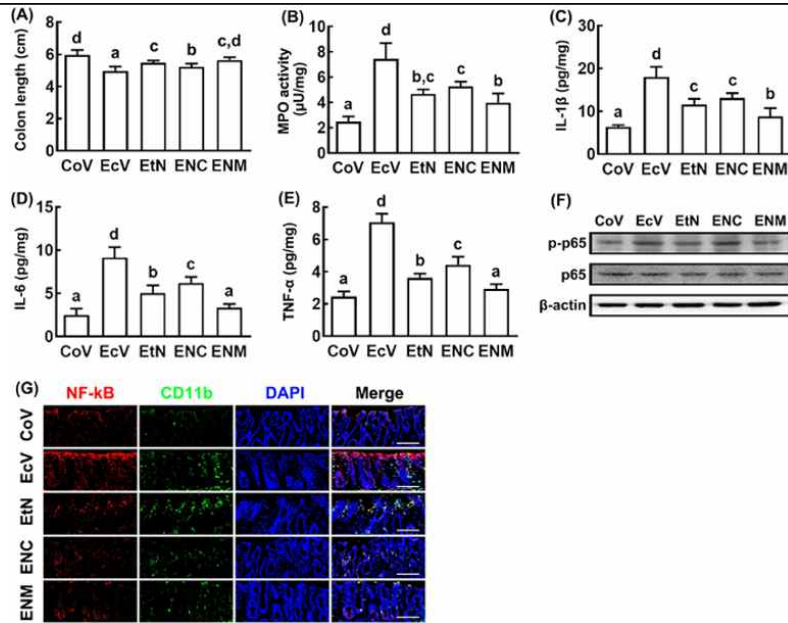 (A)
Colon length (cm)
8
6
4
2
0
d
a
c
b
c,d
CoV EcV EtN ENC ENM
(B)
MPO activity
(µU/mg)
10
8
6
4
2
0
a
d
b,c
c
b
CoV EcV EtN ENC ENM
(C)
IL-1β (pg/mg)
30
20
10
0
a
d
c
c
b
CoV EcV EtN ENC ENM
(D)
IL-6 (pg/mg)
15
10
5
0
a
d
b
c
a
CoV EcV EtN ENC ENM
(E)
TNF-α (pg/mg)
8
6
4
2
0
a
d
b
c
a
CoV EcV EtN ENC ENM
(F)
CoV EcV EtN ENC ENM
p-p65
p65
β-actin
(G)
NF-kB CD11b DAPI Merge
CoV
EcV
EtN
ENC
ENM